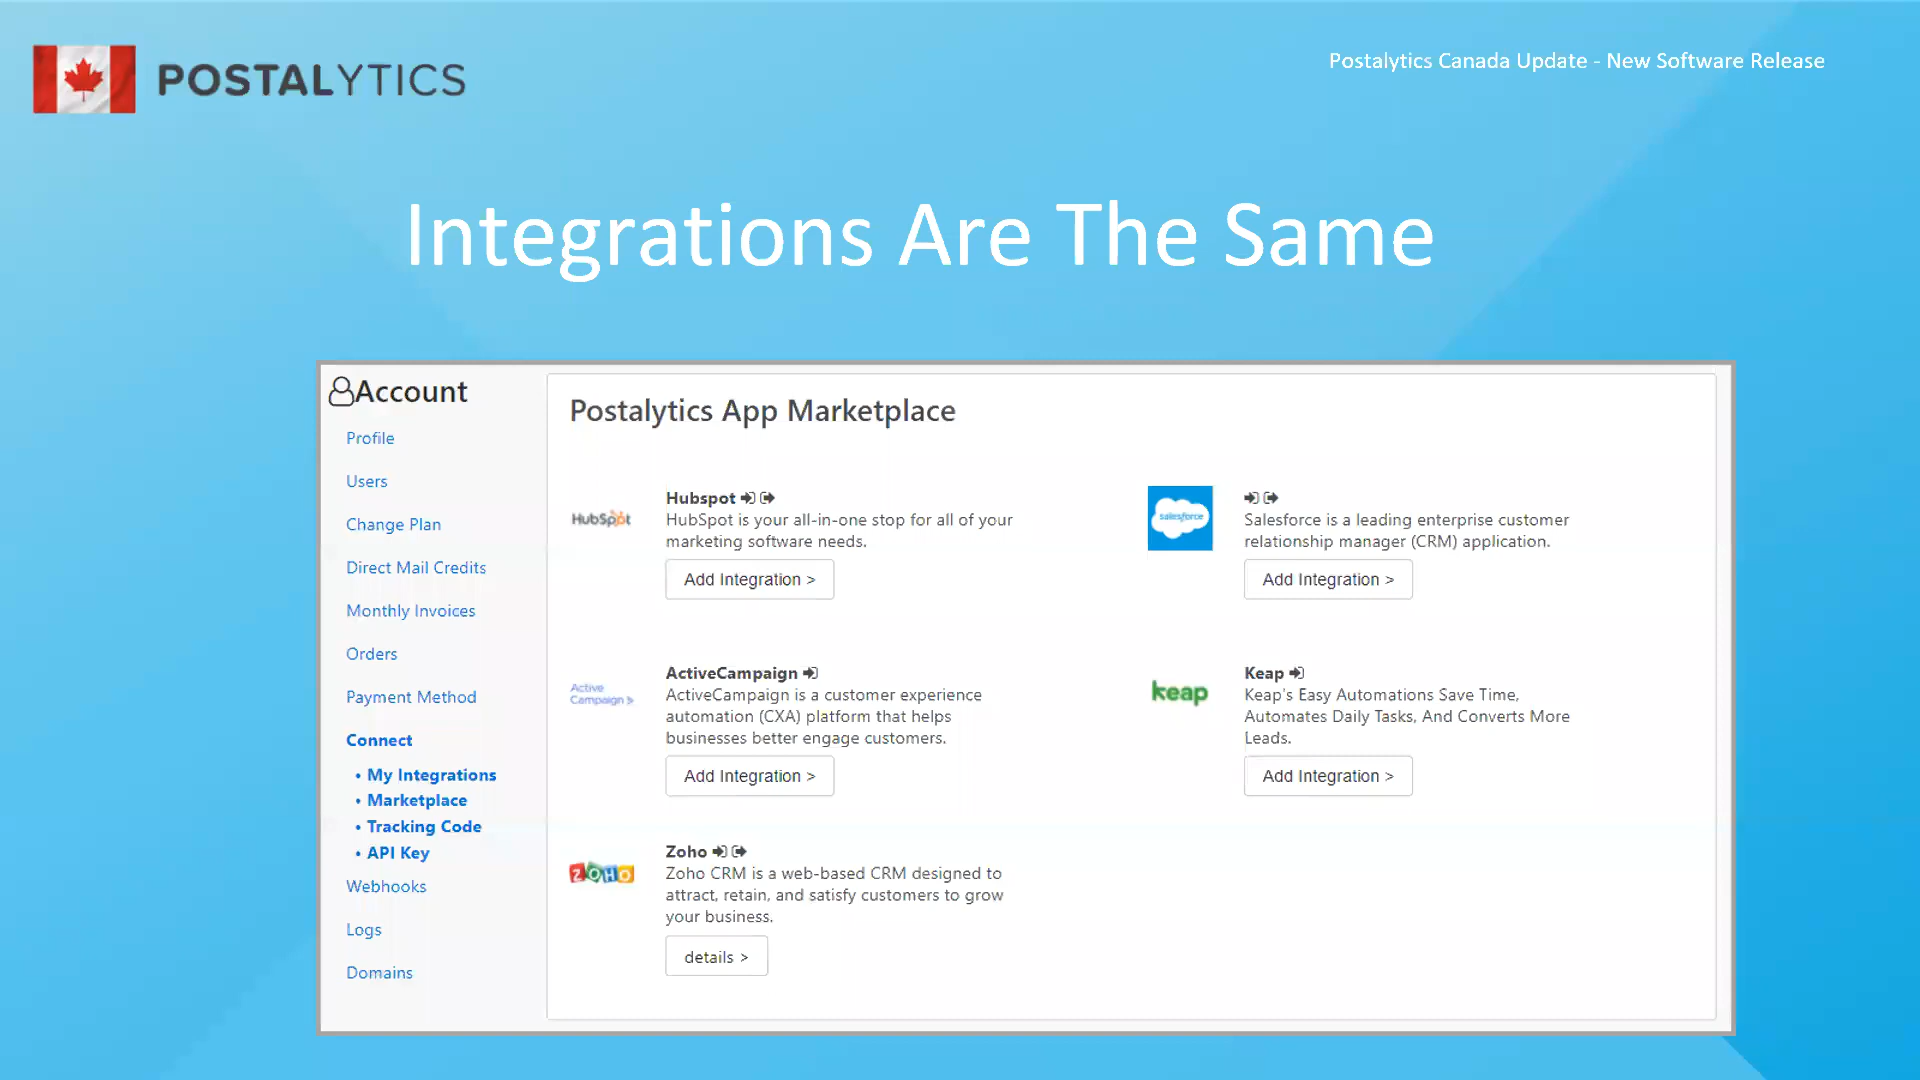 POSTALYTICS
Postalytics Canada Update - New Software Release
Integrations Are The Same
Account
Profile
Users
Change Plan
Direct Mail Credits
Monthly Invoices
Orders
Payment Method
Connect
• My Integrations
• Marketplace
• Tracking Code
• API Key
Webhooks
Logs
Domains
Postalytics App Marketplace
HubSpot
Hubspot
HubSpot is your all-in-one stop for all of your
marketing software needs.
Add Integration >
salesforce
Salesforce is a leading enterprise customer
relationship manager (CRM) application.
Add Integration >
Active
Campaign >
ActiveCampaign
ActiveCampaign is a customer experience
automation (CXA) platform that helps
businesses better engage customers.
Add Integration >
keap
Keap
Keap's Easy Automations Save Time,
Automates Daily Tasks, And Converts More
Leads.
Add Integration >
ZOHO
Zoho
Zoho CRM is a web-based CRM designed to
attract, retain, and satisfy customers to grow
your business.
details >